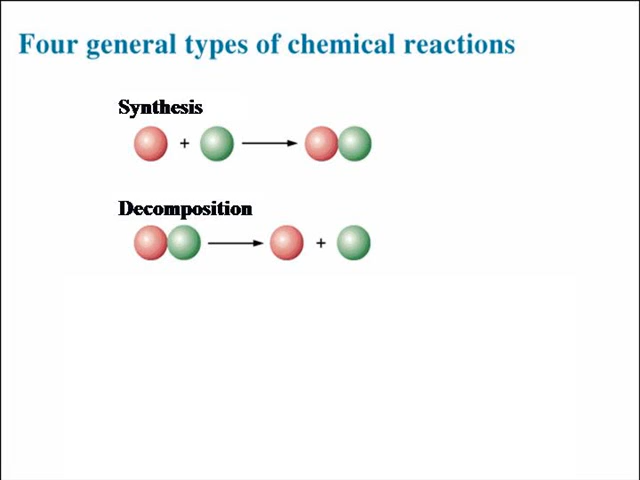 Four general types of chemical reactions
Synthesis
+
Decomposition
+